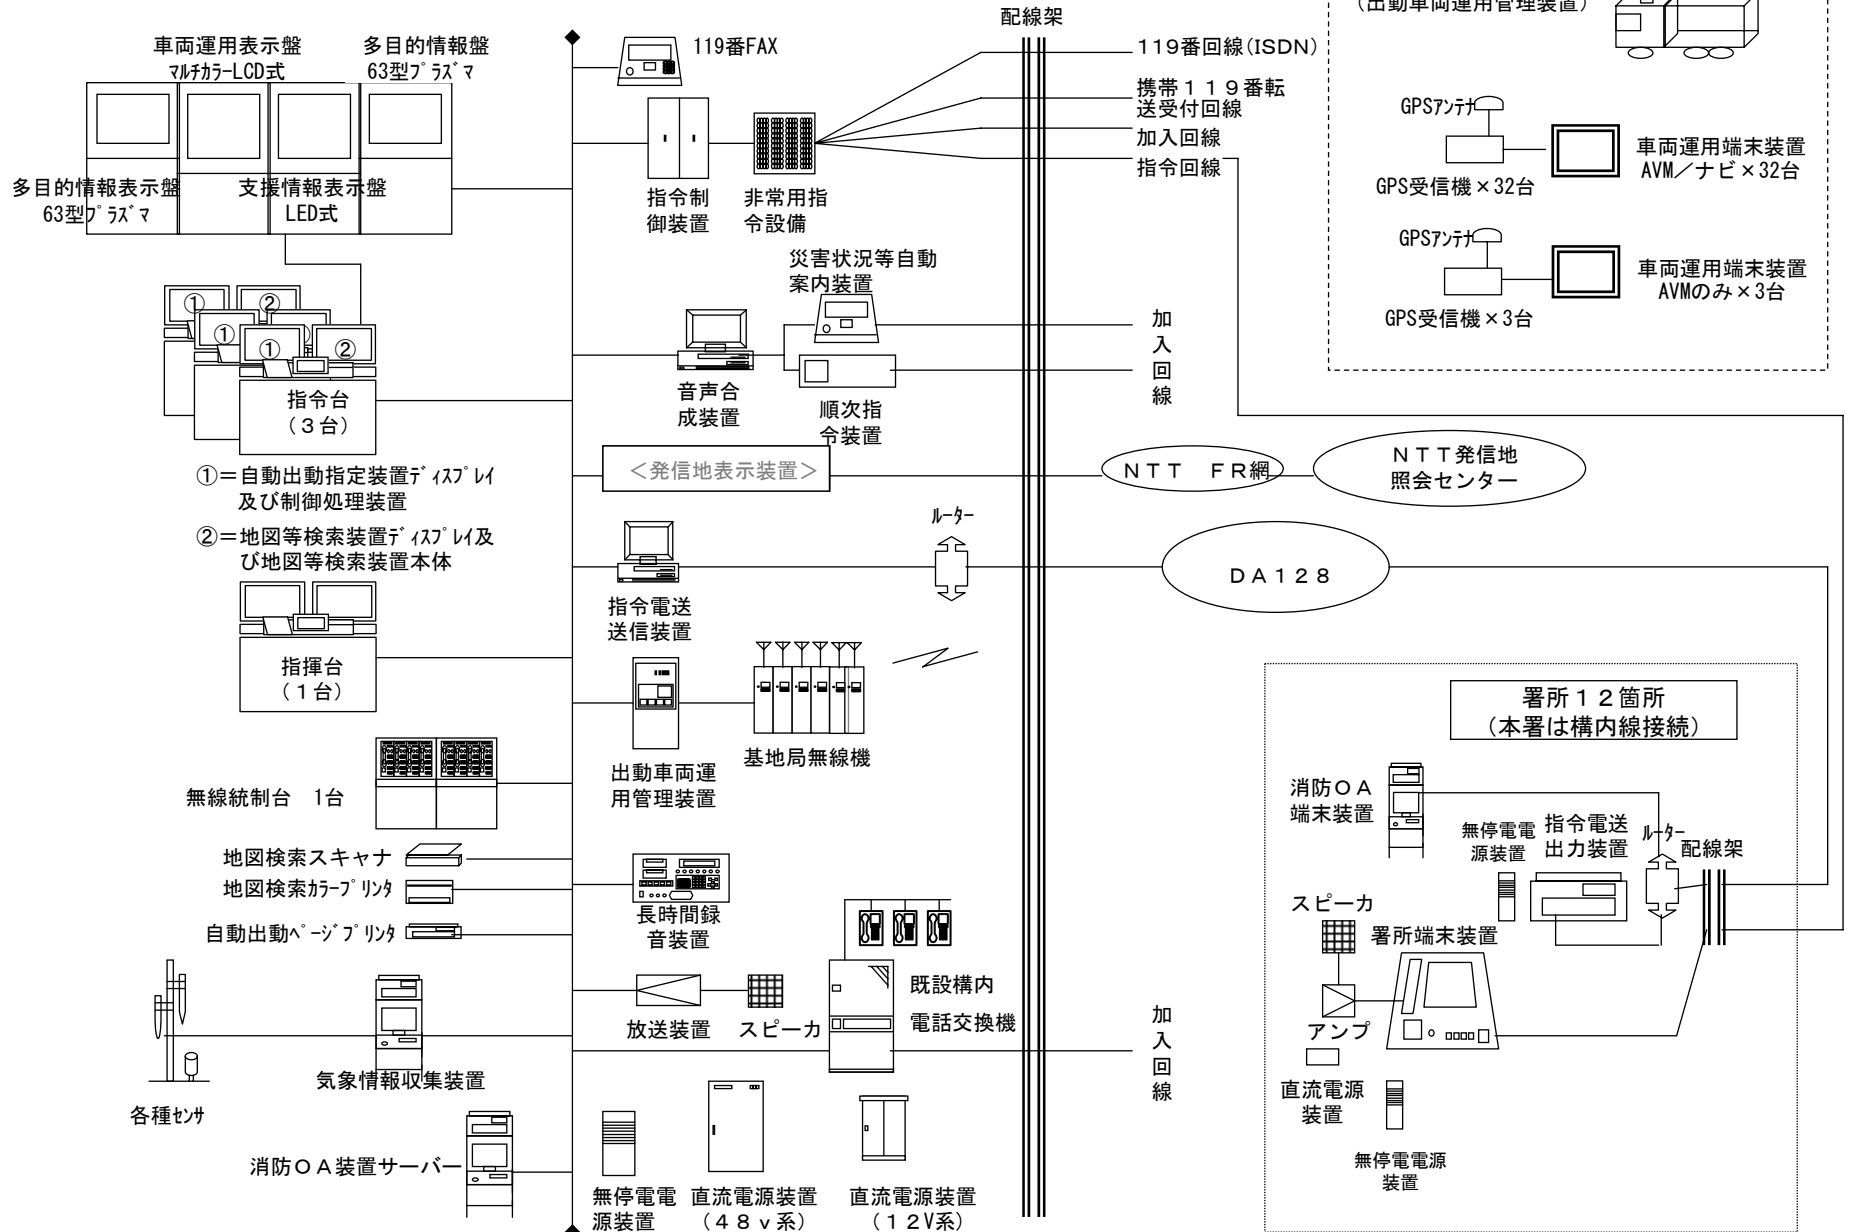 配線架
(出動車両運用管理装置)
車両運用表示盤
ﾏﾙﾁｶﾗｰLCD式
多目的情報盤
63型ﾌﾟﾗｽﾞﾏ
多目的情報表示盤
63型ﾌﾟﾗｽﾞﾏ
支援情報表示盤
LED式
119番FAX
指令制
御装置
非常用指
令設備
119番回線(ISDN)
携帯１１９番転
送受付回線
加入回線
指令回線
GPSｱﾝﾃﾅ
GPS受信機×32台
車両運用端末装置
AVM／ナビ×32台
GPSｱﾝﾃﾅ
GPS受信機×3台
車両運用端末装置
AVMのみ×3台
① ②
①
① ②
指令台
(３台)
災害状況等自動
案内装置
音声合
成装置
順次指
令装置
加
入
回
線
①＝自動出動指定装置ﾃﾞｨｽﾌﾟﾚｲ
及び制御処理装置
②＝地図等検索装置ﾃﾞｨｽﾌﾟﾚｲ及
び地図等検索装置本体
＜発信地表示装置＞
ＮＴＴ　ＦＲ網
ＮＴＴ発信地
照会センター
ﾙｰﾀｰ
ＤＡ１２８
指令電送
送信装置
指揮台
(１台)
出動車両運
用管理装置
基地局無線機
無線統制台　1台
地図検索スキャナ
地図検索ｶﾗｰﾌﾟﾘﾝﾀ
自動出動ﾍﾟｰｼﾞﾌﾟﾘﾝﾀ
長時間録
音装置
放送装置
スピーカ
既設構内
電話交換機
加
入
回
線
各種ｾﾝｻ
気象情報収集装置
消防ＯＡ装置サーバー
無停電電
源装置
直流電源装置
(４８ｖ系)
直流電源装置
(１２V系)
署所１２箇所
(本署は構内線接続)
消防ＯＡ
端末装置
無停電電
源装置
指令電送
出力装置
ﾙｰﾀｰ
配線架
スピーカ
署所端末装置
アンプ
直流電源
装置
無停電電源
装置